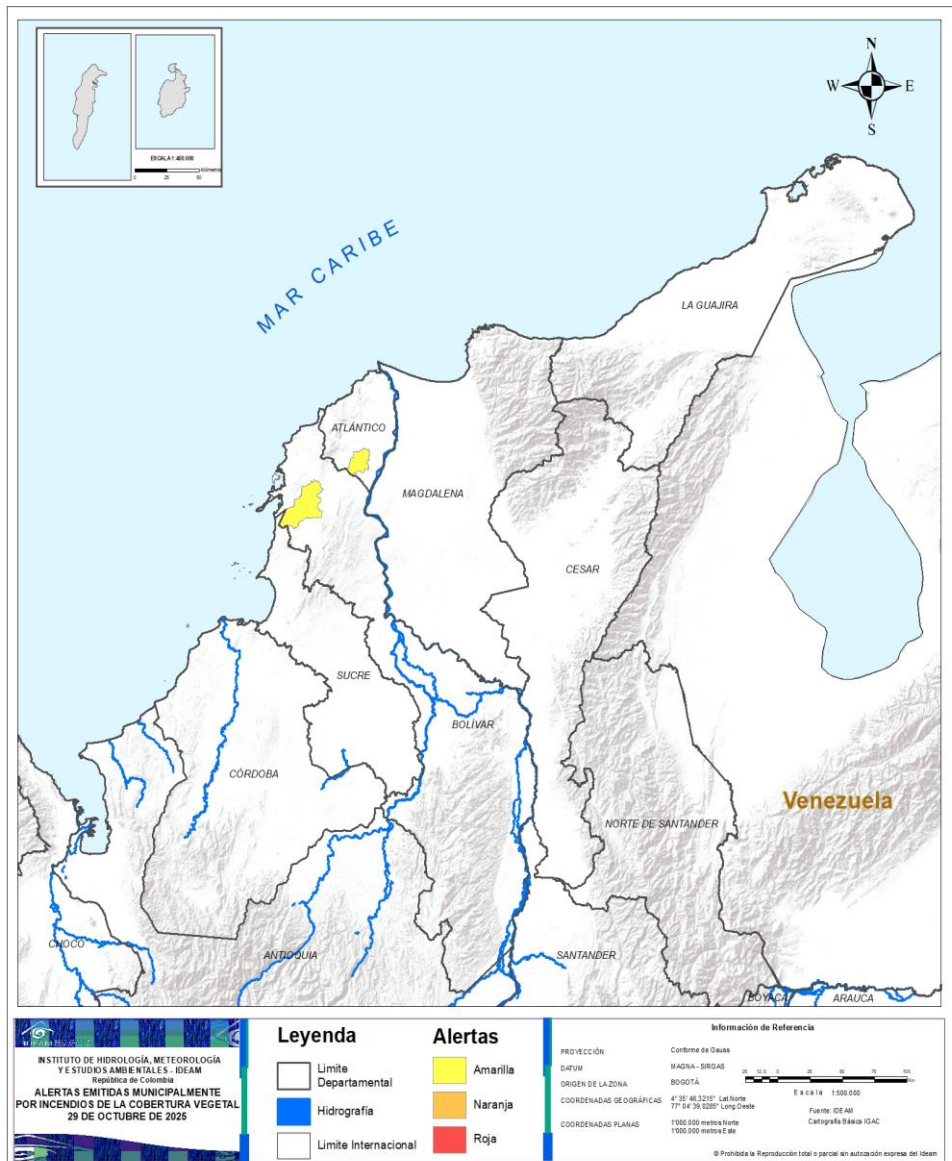 ESCALA 1:400.000
0 25 50 Kilómetros
N
W E
S
MAR CARIBE
LA GUAJIRA
ATLÁNTICO
MAGDALENA
CESAR
SUCRE
BOLÍVAR
CÓRDOBA
Venezuela
NORTE DE SANTANDER
CHOCÓ
ANTIOQUIA
SANTANDER
BOYACÁ
ARAUCA
IDEAM
INSTITUTO DE HIDROLOGÍA, METEOROLOGÍA
Y ESTUDIOS AMBIENTALES - IDEAM
República de Colombia
ALERTAS EMITIDAS MUNICIPALMENTE
POR INCENDIOS DE LA COBERTURA VEGETAL
29 DE OCTUBRE DE 2025
Leyenda
Limite
Departamental
Hidrografía
Limite Internacional
Alertas
Amarilla
Naranja
Roja
Información de Referencia
PROYECCIÓN Conforme de Gauss
DATUM MAGNA - SIRGAS
ORIGEN DE LA ZONA BOGOTÁ
COORDENADAS GEOGRÁFICAS 4° 35' 46,3215" Lat.Norte
77° 04' 39,0285" Long.Oeste
COORDENADAS PLANAS 1'000.000 metros Norte
1'000.000 metros Este
Escala 1:500.000
Fuente: IDEAM
Cartografía Básica IGAC
© Prohibida la Reproducción total o parcial sin autozación expresa del Ideam